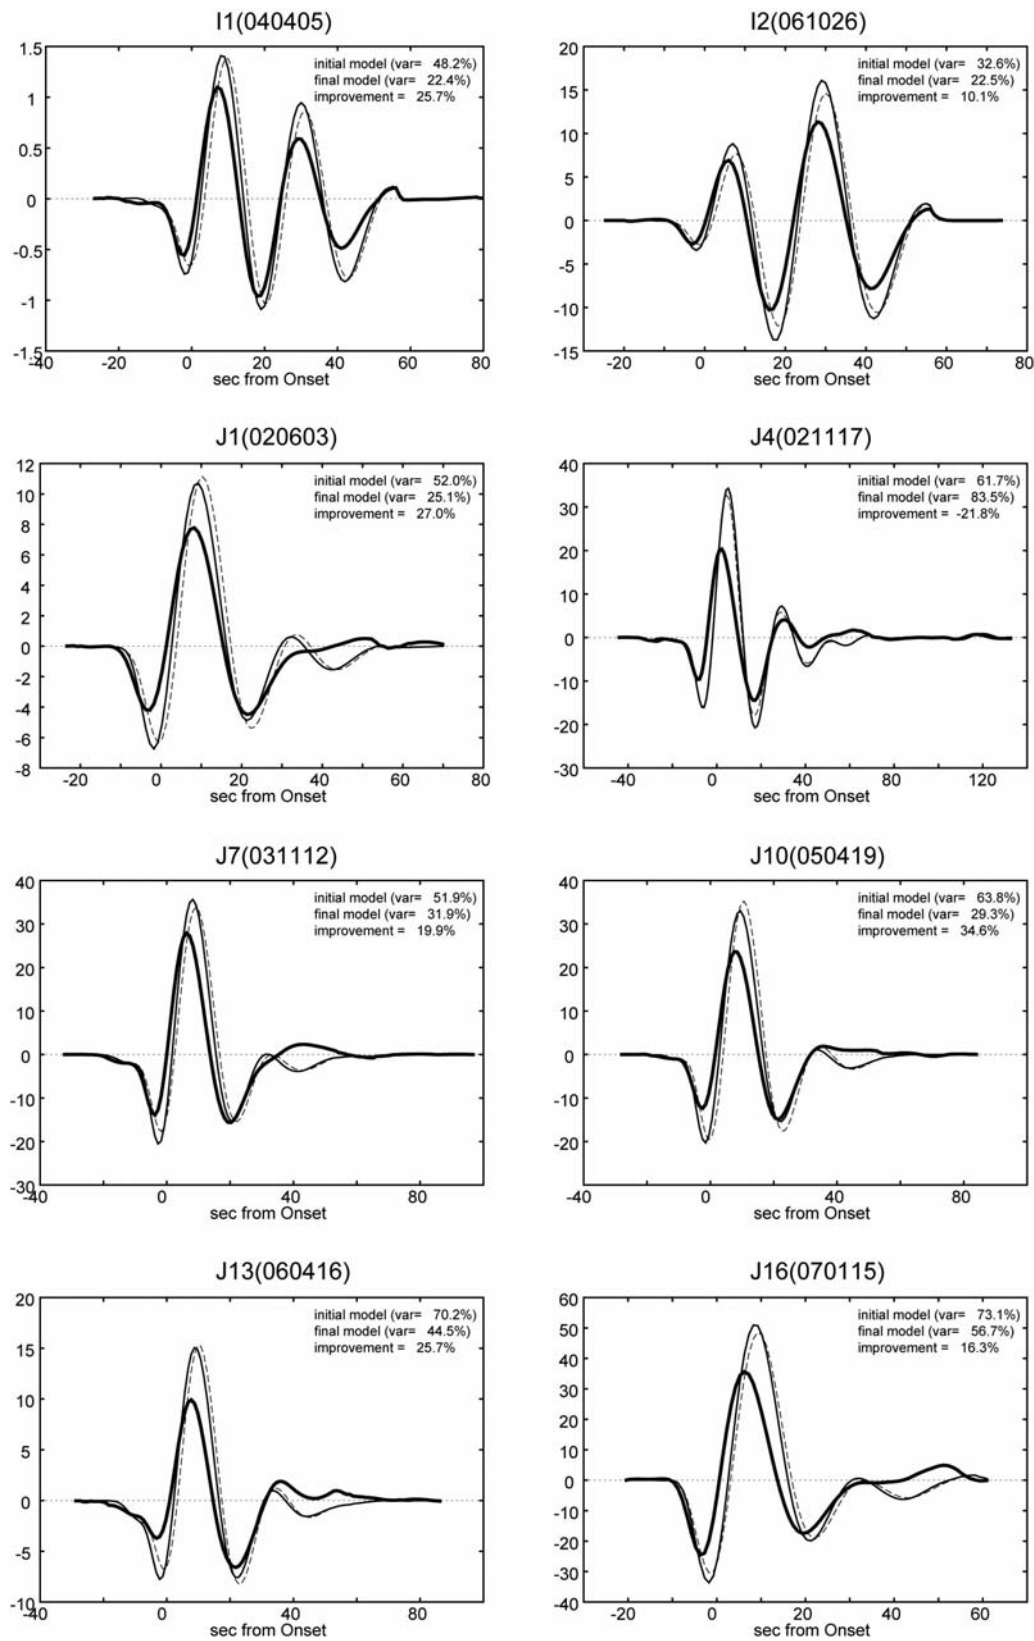 I1(040405)
1.5
1
0.5
0
-0.5
-1
-1.5
initial model (var= 48.2%)
final model (var= 22.4%)
improvement = 25.7%
-40 -20 0 20 40 60 80
sec from Onset
I2(061026)
20
15
10
5
0
-5
-10
-15
initial model (var= 32.6%)
final model (var= 22.5%)
improvement = 10.1%
-20 0 20 40 60 80
sec from Onset
J1(020603)
12
10
8
6
4
2
0
-2
-4
-6
-8
initial model (var= 52.0%)
final model (var= 25.1%)
improvement = 27.0%
-20 0 20 40 60 80
sec from Onset
J4(021117)
40
30
20
10
0
-10
-20
-30
initial model (var= 61.7%)
final model (var= 83.5%)
improvement = -21.8%
-40 0 40 80 120
sec from Onset
J7(031112)
40
30
20
10
0
-10
-20
-30
initial model (var= 51.9%)
final model (var= 31.9%)
improvement = 19.9%
-40 0 40 80
sec from Onset
J10(050419)
40
30
20
10
0
-10
-20
-30
initial model (var= 63.8%)
final model (var= 29.3%)
improvement = 34.6%
-40 0 40 80
sec from Onset
J13(060416)
20
15
10
5
0
-5
-10
initial model (var= 70.2%)
final model (var= 44.5%)
improvement = 25.7%
-40 0 40 80
sec from Onset
J16(070115)
60
50
40
30
20
10
0
-10
-20
-30
-40
initial model (var= 73.1%)
final model (var= 56.7%)
improvement = 16.3%
-20 0 20 40 60
sec from Onset